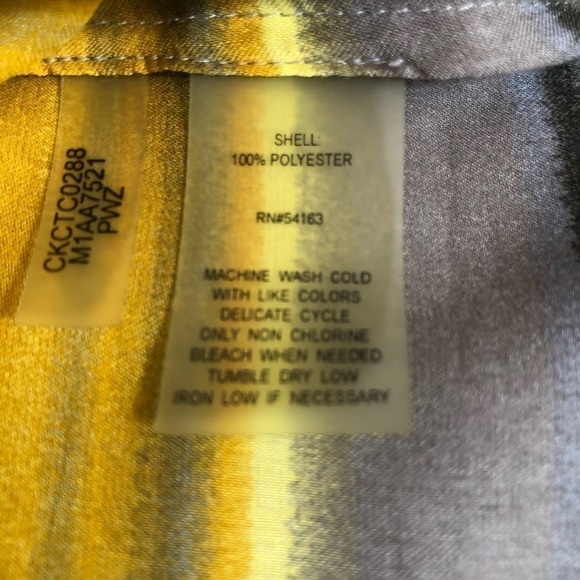 CKCTC0288
M1AA7521
PWZ
SHELL:
100% POLYESTER
RN#54163
MACHINE WASH COLD
WITH LIKE COLORS
DELICATE CYCLE
ONLY NON CHLORINE
BLEACH WHEN NEEDED
TUMBLE DRY LOW
IRON LOW IF NECESSARY